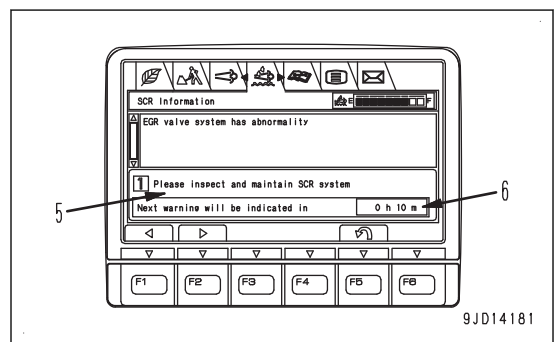 SCR Information
E F
EGR valve system has abnormality
1 Please inspect and maintain SCR system
Next warning will be indicated in 0 h 10 m
5
6
F1 F2 F3 F4 F5 F6
9JD14181